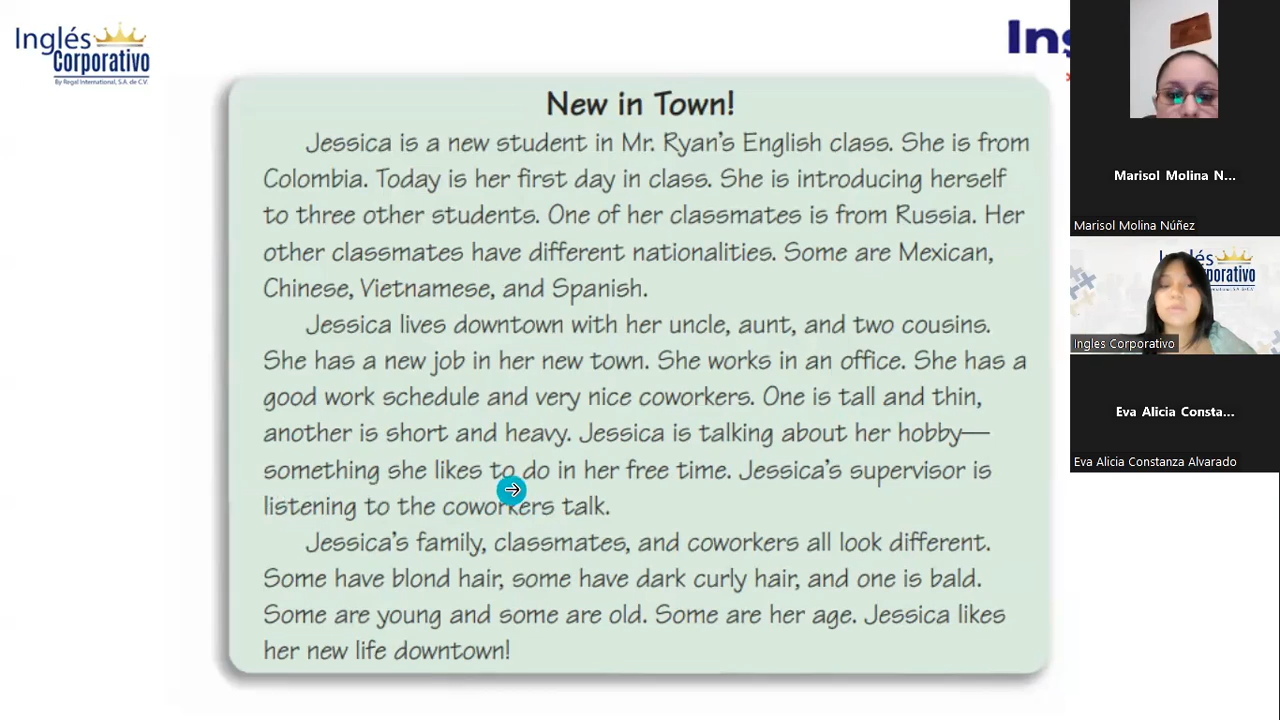 Inglés
Corporativo
By Regal International, S.A. de C.V.
New in Town!
Jessica is a new student in Mr. Ryan's English class. She is from
Colombia. Today is her first day in class. She is introducing herself
to three other students. One of her classmates is from Russia. Her
other classmates have different nationalities. Some are Mexican,
Chinese, Vietnamese, and Spanish.
Jessica lives downtown with her uncle, aunt, and two cousins.
She has a new job in her new town. She works in an office. She has a
good work schedule and very nice coworkers. One is tall and thin,
another is short and heavy. Jessica is talking about her hobby—
something she likes to do in her free time. Jessica's supervisor is
listening to the coworkers talk.
Jessica's family, classmates, and coworkers all look different.
Some have blond hair, some have dark curly hair, and one is bald.
Some are young and some are old. Some are her age. Jessica likes
her new life downtown!
Marisol Molina N...
Marisol Molina Núñez
Inglés
Ingles Corporativo
Eva Alicia Consta...
Eva Alicia Constanza Alvarado